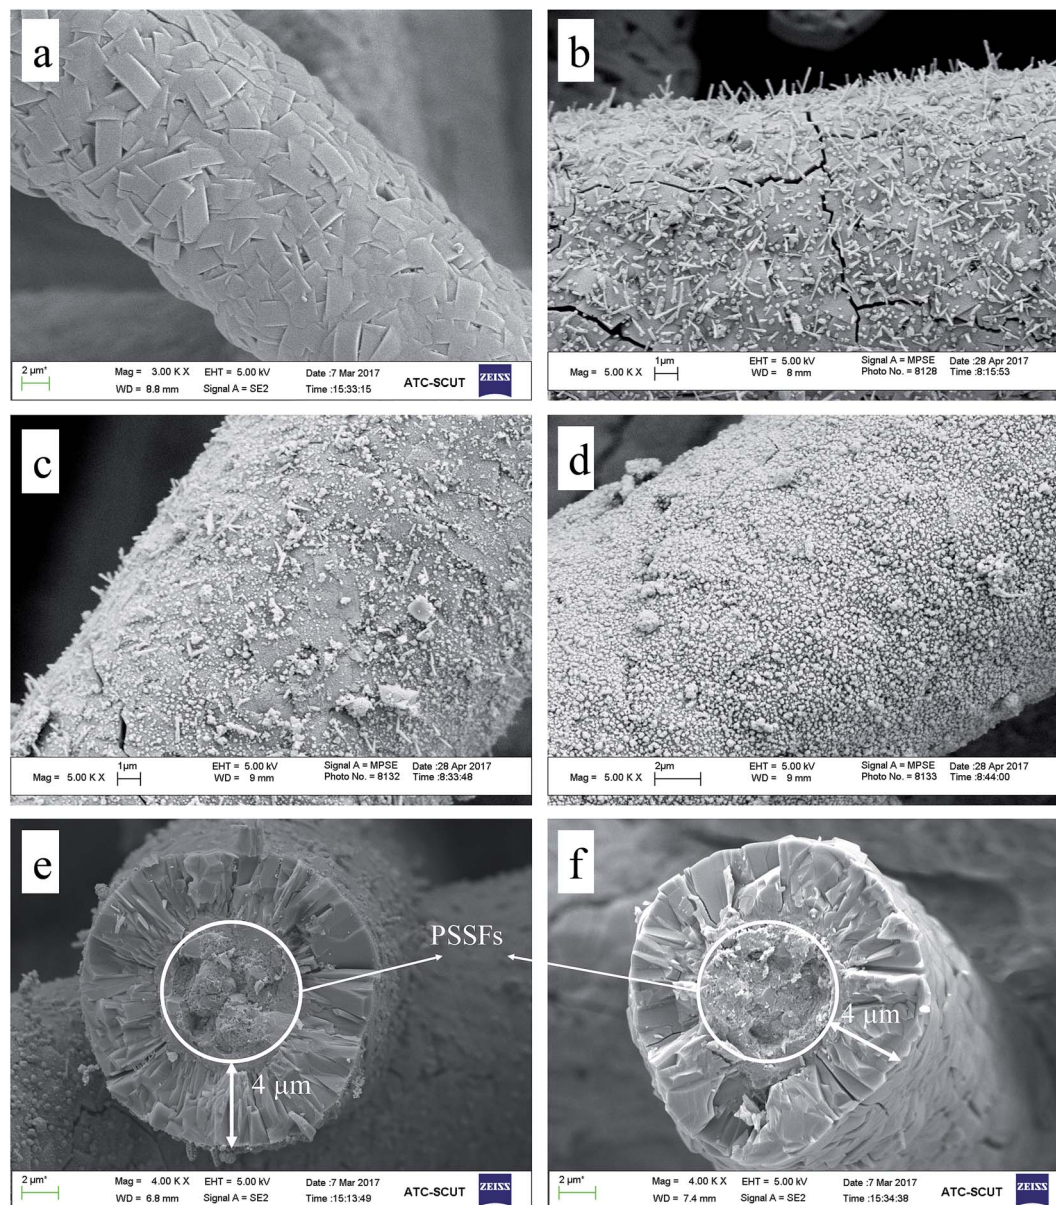 a
2 µm*
Mag = 3.00 K X EHT = 5.00 kV Date :7 Mar 2017
WD = 8.8 mm Signal A = SE2 Time :15:33:15
ATC-SCUT
ZEISS
b
Mag = 5.00 K X
1µm
EHT = 5.00 kV Signal A = MPSE Date :28 Apr 2017
WD = 8 mm Photo No. = 8128 Time :8:15:53
c
Mag = 5.00 K X
1µm
EHT = 5.00 kV Signal A = MPSE Date :28 Apr 2017
WD = 9 mm Photo No. = 8132 Time :8:33:48
d
Mag = 5.00 K X
2µm
EHT = 5.00 kV Signal A = MPSE Date :28 Apr 2017
WD = 9 mm Photo No. = 8133 Time :8:44:00
e
PSSFs
4 µm
2 µm*
Mag = 4.00 K X EHT = 5.00 kV Date :7 Mar 2017
WD = 6.8 mm Signal A = SE2 Time :15:13:49
ATC-SCUT
ZEISS
f
4 µm
2 µm*
Mag = 4.00 K X EHT = 5.00 kV Date :7 Mar 2017
WD = 7.4 mm Signal A = SE2 Time :15:34:38
ATC-SCUT
ZEISS